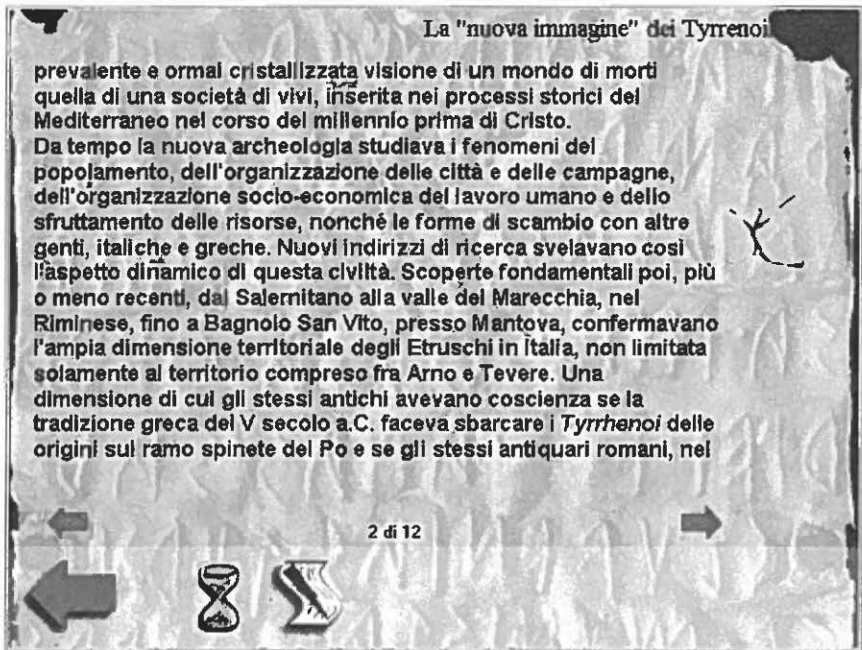 La "nuova immagine" dei Tyrrenoi
prevalente e ormai cristallizzata visione di un mondo di morti
quella di una società di vivi, inserita nei processi storici del
Mediterraneo nel corso del millennio prima di Cristo.
Da tempo la nuova archeologia studiava i fenomeni del
popolamento, dell'organizzazione delle città e delle campagne,
dell'organizzazione socio-economica del lavoro umano e dello
sfruttamento delle risorse, nonché le forme di scambio con altre
genti, italiche e greche. Nuovi indirizzi di ricerca svelavano così
l'aspetto dinamico di questa civiltà. Scoperte fondamentali poi, più
o meno recenti, dal Salernitano alla valle del Marecchia, nel
Riminese, fino a Bagnolo San Vito, presso Mantova, confermavano
l'ampia dimensione territoriale degli Etruschi in Italia, non limitata
solamente al territorio compreso fra Arno e Tevere. Una
dimensione di cui gli stessi antichi avevano coscienza se la
tradizione greca del V secolo a.C. faceva sbarcare i Tyrrhenoi delle
origini sul ramo spinete del Po e se gli stessi antiquari romani, nel
2 di 12